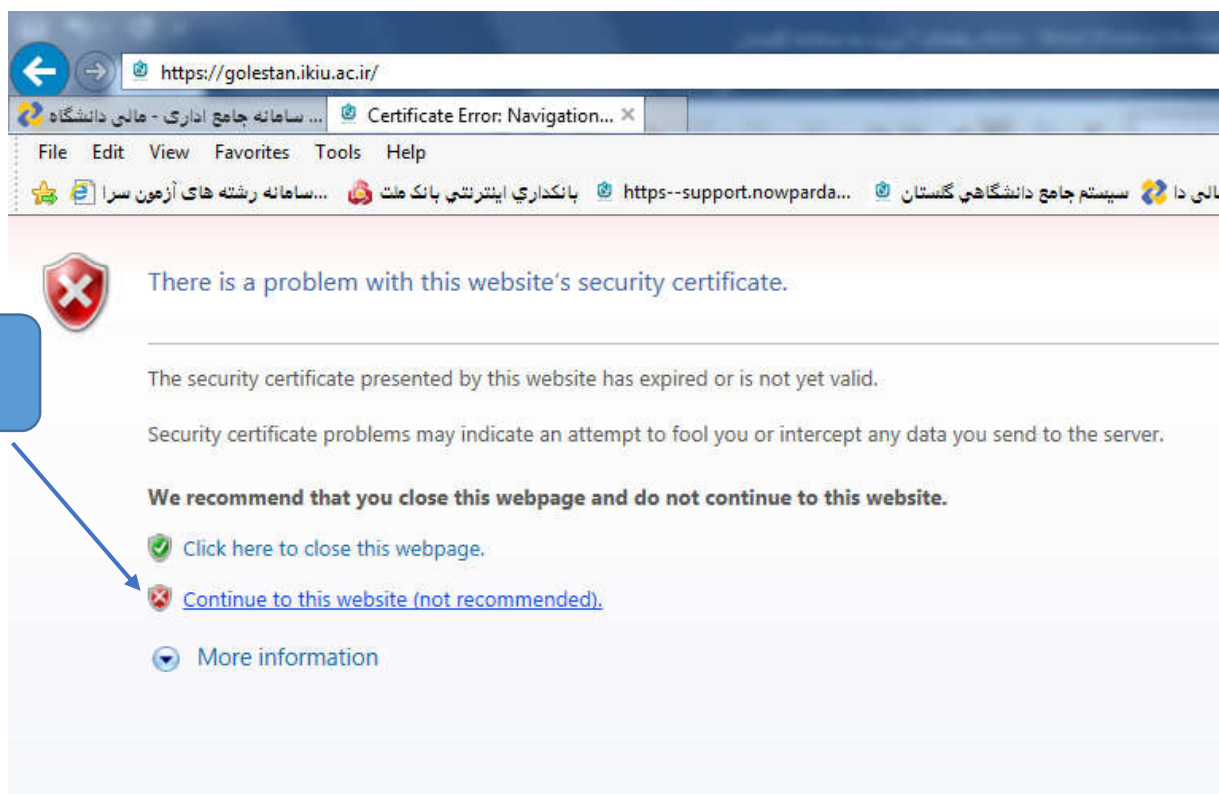 https://golestan.ikiu.ac.ir/
سامانه جامع اداری - مالی دانشگاه ...
Certificate Error: Navigation...
File Edit View Favorites Tools Help
...سامانه رشته های آزمون سرا
بانکداري اينترنتي بانک ملت
https--support.nowparda...
سيستم جامع دانشگاهي گلستان
الی دا
There is a problem with this website's security certificate.
The security certificate presented by this website has expired or is not yet valid.
Security certificate problems may indicate an attempt to fool you or intercept any data you send to the server.
We recommend that you close this webpage and do not continue to this website.
Click here to close this webpage.
Continue to this website (not recommended).
More information